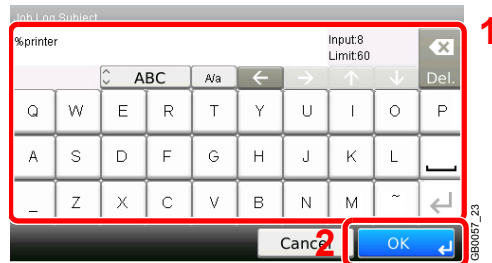 Job Log Subject
1
%printer
Input:8
Limit:60
Del.
ABC
A/a
Q W E R T Y U I O P
A S D F G H J K L
_ Z X C V B N M ~
2
Cancel
OK
GB0057_23